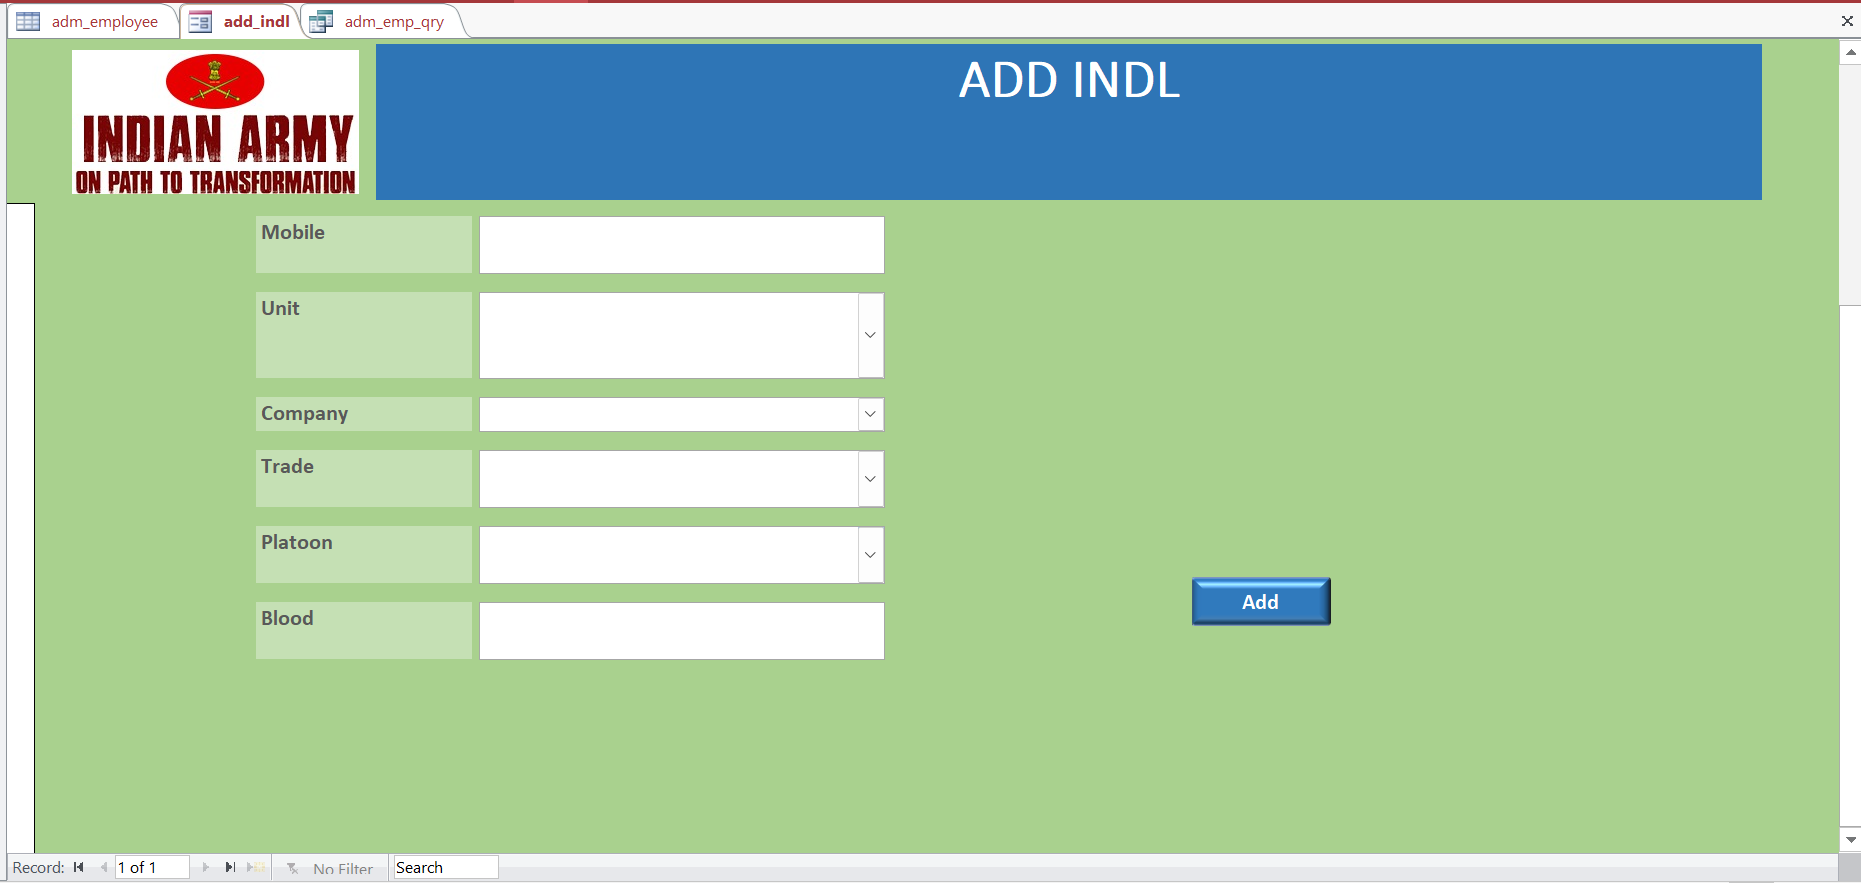 adm_employee add_indl adm_emp_qry
INDIAN ARMY
ON PATH TO TRANSFORMATION
ADD INDL
Mobile
Unit
Company
Trade
Platoon
Blood
Add
Record: 1 of 1 No Filter Search